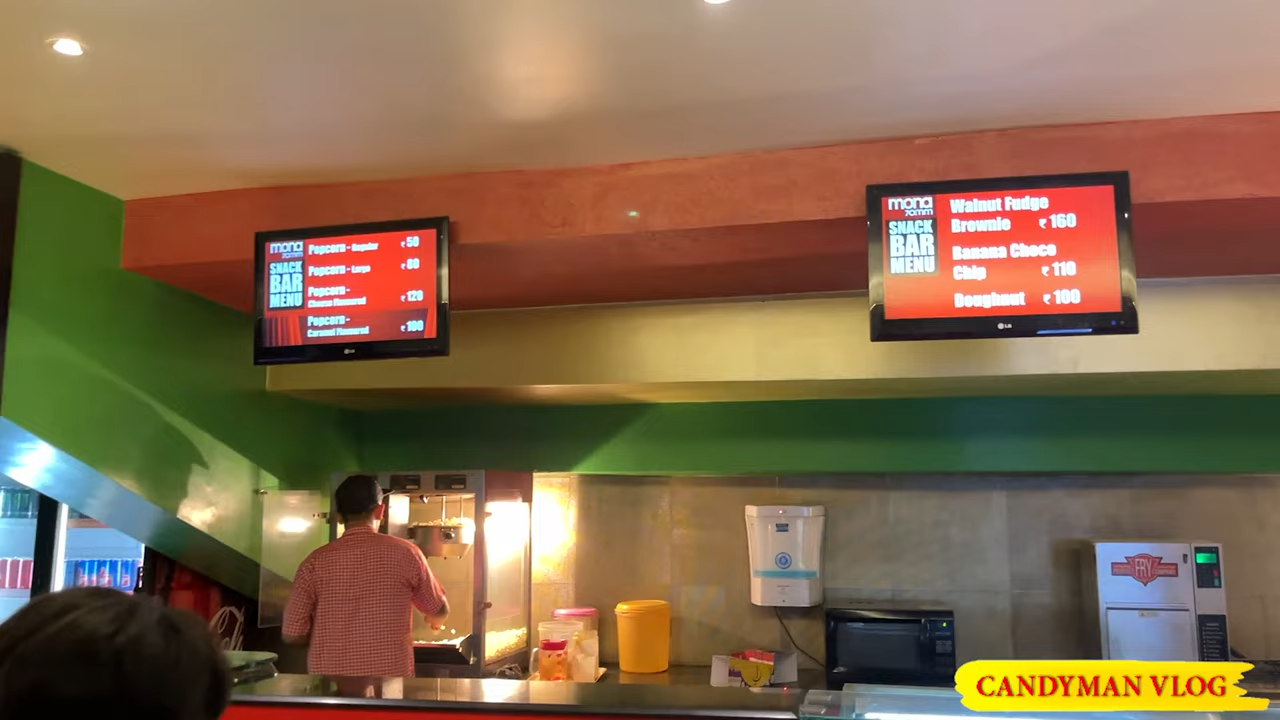 mona
70mm
SNACK
BAR
MENU
Popcorn - Regular ₹ 50
Popcorn - Large ₹ 80
Popcorn -
Cheese Flavoured ₹ 120
Popcorn -
Caramel Flavoured ₹ 100
LG
mona
70mm
SNACK
BAR
MENU
Walnut Fudge
Brownie ₹ 160
Banana Choco
Chip ₹ 110
Doughnut ₹ 100
LG
FRY
CANDYMAN VLOG